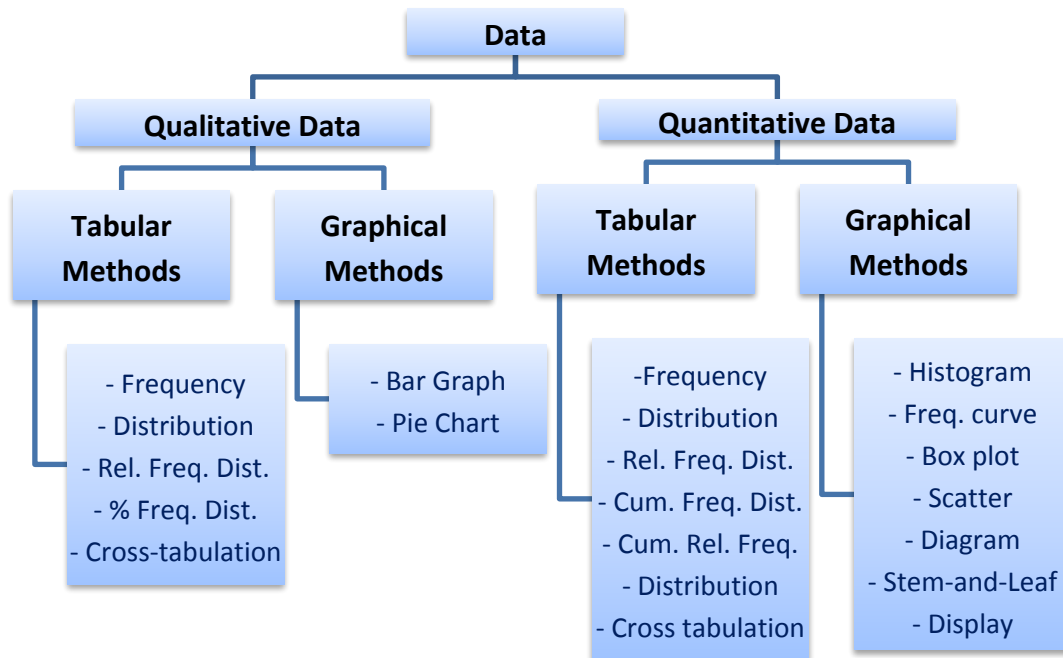 Data
Qualitative Data
Quantitative Data
Tabular
Methods
Graphical
Methods
Tabular
Methods
Graphical
Methods
- Frequency
- Distribution
- Rel. Freq. Dist.
- % Freq. Dist.
- Cross-tabulation
- Bar Graph
- Pie Chart
-Frequency
- Distribution
- Rel. Freq. Dist.
- Cum. Freq. Dist.
- Cum. Rel. Freq.
- Distribution
- Cross tabulation
- Histogram
- Freq. curve
- Box plot
- Scatter
- Diagram
- Stem-and-Leaf
- Display